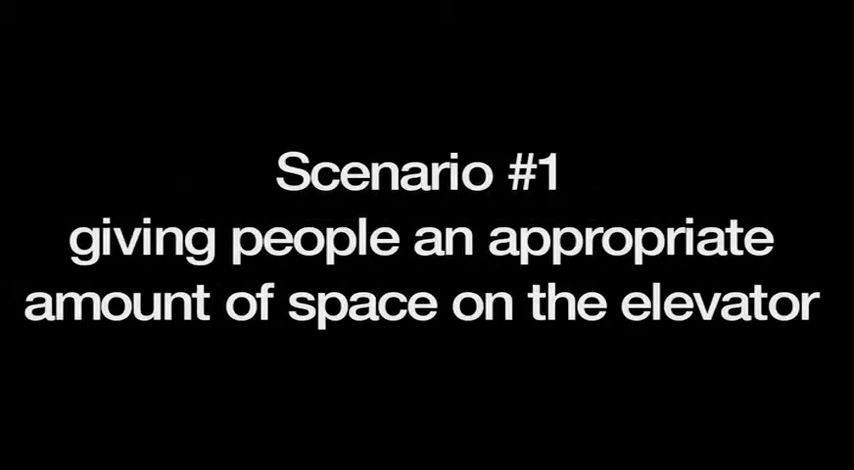 Scenario #1
giving people an appropriate
amount of space on the elevator